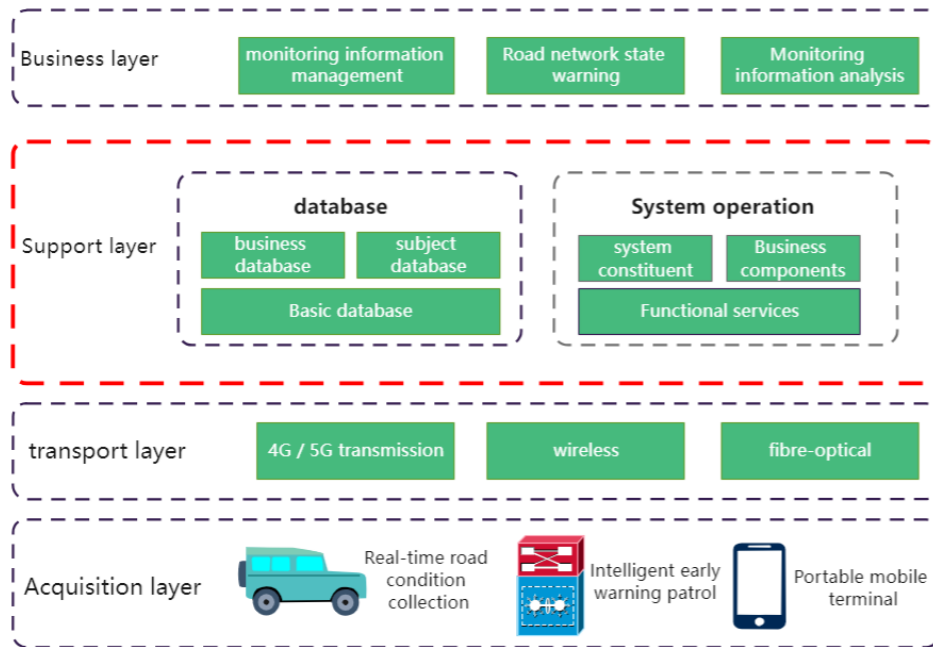 Business layer
monitoring information
management
Road network state
warning
Monitoring
information analysis
Support layer
database
business
database
subject
database
Basic database
System operation
system
constituent
Business
components
Functional services
transport layer
4G / 5G transmission
wireless
fibre-optical
Acquisition layer
Real-time road
condition
collection
Intelligent early
warning patrol
Portable mobile
terminal